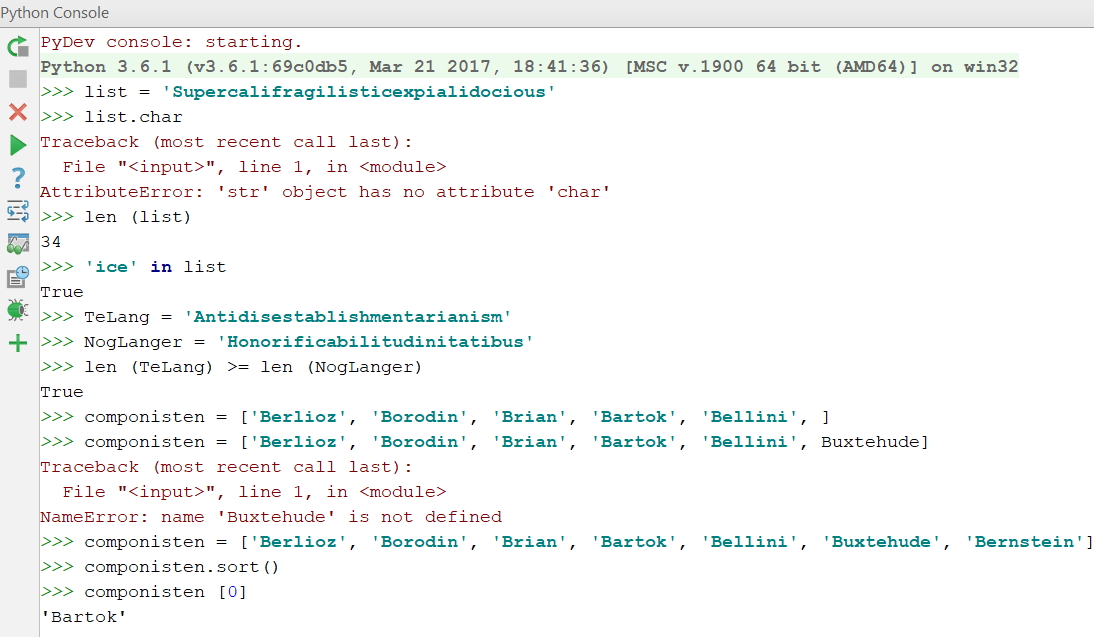 Python Console
PyDev console: starting.
Python 3.6.1 (v3.6.1:69c0db5, Mar 21 2017, 18:41:36) [MSC v.1900 64 bit (AMD64)] on win32
>>> list = 'Supercalifragilisticexpialidocious'
>>> list.char
Traceback (most recent call last):
  File "<input>", line 1, in <module>
AttributeError: 'str' object has no attribute 'char'
>>> len (list)
34
>>> 'ice' in list
True
>>> TeLang = 'Antidisestablishmentarianism'
>>> NogLanger = 'Honorificabilitudinitatibus'
>>> len (TeLang) >= len (NogLanger)
True
>>> componisten = ['Berlioz', 'Borodin', 'Brian', 'Bartok', 'Bellini', ]
>>> componisten = ['Berlioz', 'Borodin', 'Brian', 'Bartok', 'Bellini', Buxtehude]
Traceback (most recent call last):
  File "<input>", line 1, in <module>
NameError: name 'Buxtehude' is not defined
>>> componisten = ['Berlioz', 'Borodin', 'Brian', 'Bartok', 'Bellini', 'Buxtehude', 'Bernstein']
>>> componisten.sort()
>>> componisten [0]
'Bartok'